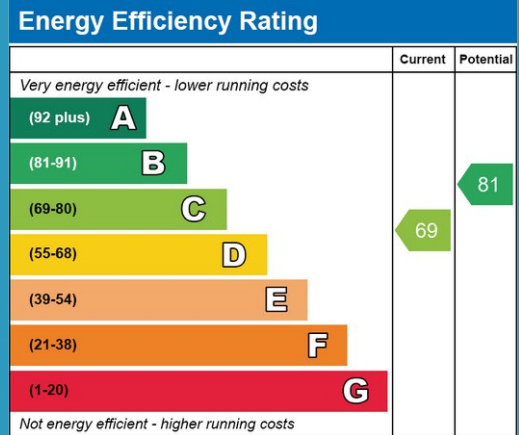 Energy Efficiency Rating
Current Potential
Very energy efficient - lower running costs
(92 plus) A
(81-91) B
81
(69-80) C
69
(55-68) D
(39-54) E
(21-38) F
(1-20) G
Not energy efficient - higher running costs